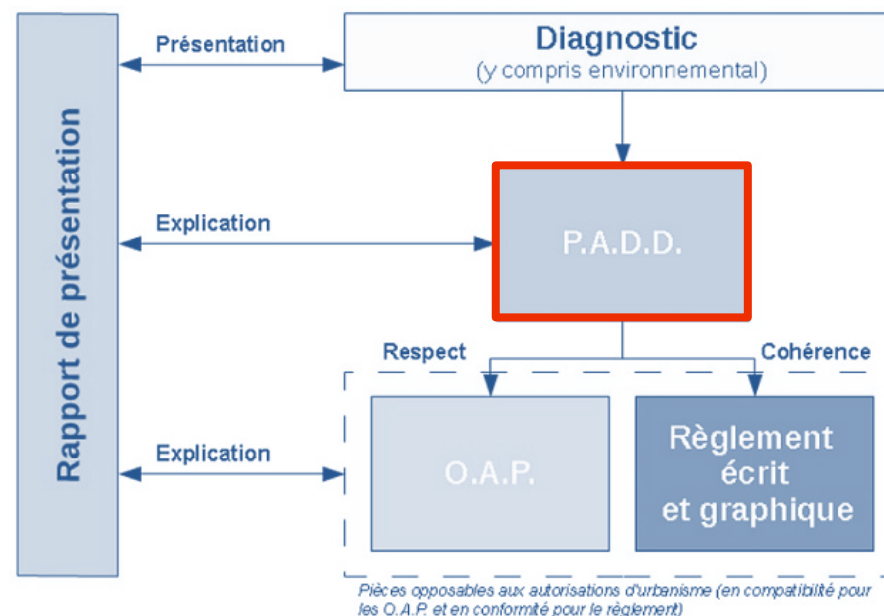 Présentation
Diagnostic
(y compris environnemental)
Rapport de présentation
Explication
P.A.D.D.
Respect
Cohérence
Explication
O.A.P.
Règlement
écrit
et graphique
Pièces opposables aux autorisations d'urbanisme (en compatibilité pour
les O.A.P. et en conformité pour le règlement)